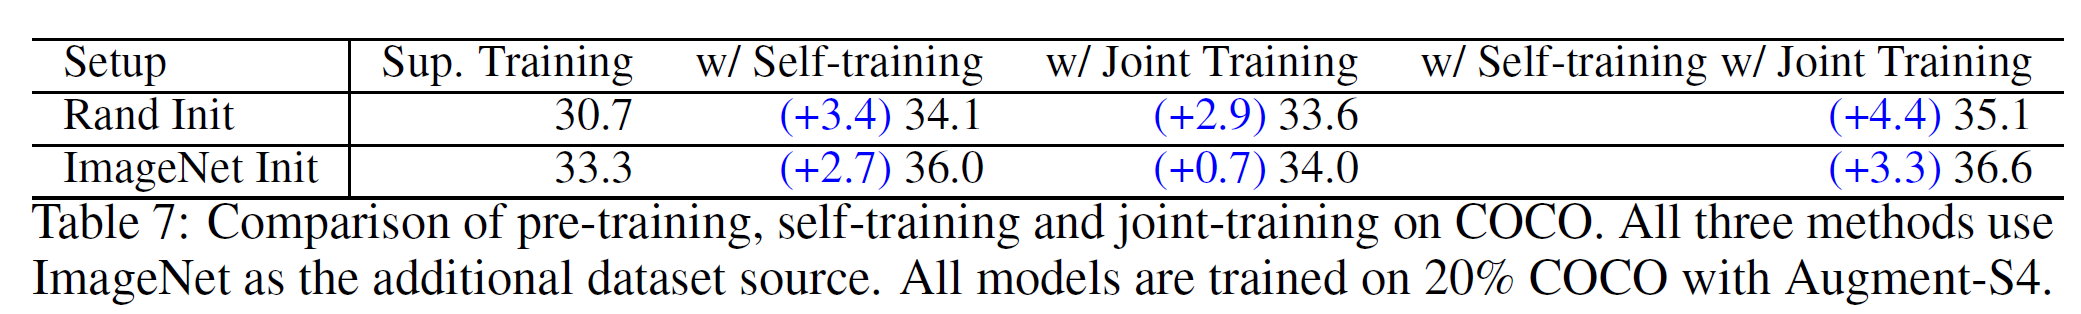 Setup Sup. Training w/ Self-training w/ Joint Training w/ Self-training w/ Joint Training
Rand Init 30.7 (+3.4) 34.1 (+2.9) 33.6 (+4.4) 35.1
ImageNet Init 33.3 (+2.7) 36.0 (+0.7) 34.0 (+3.3) 36.6
Table 7: Comparison of pre-training, self-training and joint-training on COCO. All three methods use
ImageNet as the additional dataset source. All models are trained on 20% COCO with Augment-S4.